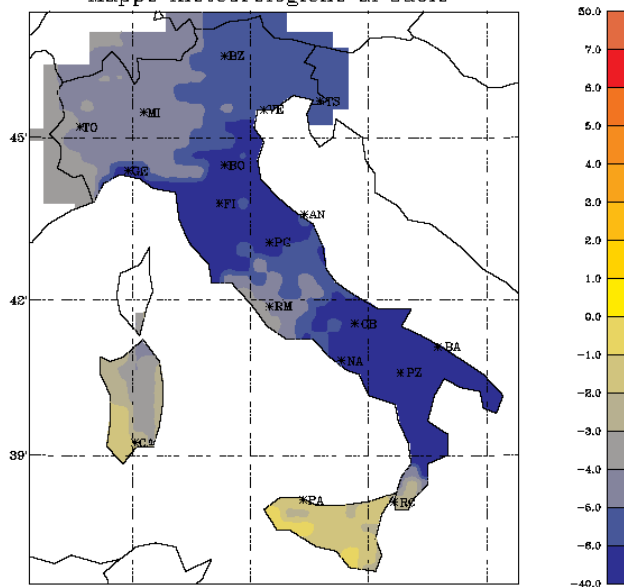 Mappe meteorologiche suolo
BZ
TS
MI
VE
TO
45'
BO
GE
FI
AN
PG
42'
RM
CB
BA
NA
PZ
CA
39'
PA
RC
50.0
7.0
6.0
5.0
4.0
3.0
2.0
1.0
0.0
-1.0
-2.0
-3.0
-4.0
-5.0
-6.0
-40.0